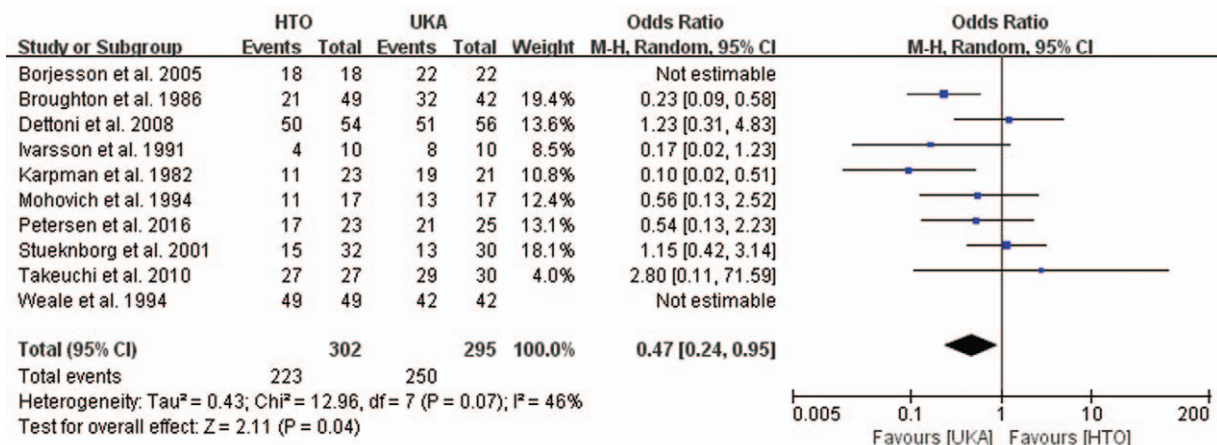 HTO UKA Odds Ratio Odds Ratio
Study or Subgroup Events Total Events Total Weight M-H, Random, 95% CI M-H, Random, 95% CI
Borjesson et al. 2005 18 18 22 22 Not estimable
Broughton et al. 1986 21 49 32 42 19.4% 0.23 [0.09, 0.58]
Dettoni et al. 2008 50 54 51 56 13.6% 1.23 [0.31, 4.83]
Ivarsson et al. 1991 4 10 8 10 8.5% 0.17 [0.02, 1.23]
Karpman et al. 1982 11 23 19 21 10.8% 0.10 [0.02, 0.51]
Mohovich et al. 1994 11 17 13 17 12.4% 0.56 [0.13, 2.52]
Petersen et al. 2016 17 23 21 25 13.1% 0.54 [0.13, 2.23]
Stueknborg et al. 2001 15 32 13 30 18.1% 1.15 [0.42, 3.14]
Takeuchi et al. 2010 27 27 29 30 4.0% 2.80 [0.11, 71.59]
Weale et al. 1994 49 49 42 42 Not estimable
Total (95% CI) 302 295 100.0% 0.47 [0.24, 0.95]
Total events 223 250
Heterogeneity: Tau² = 0.43; Chi² = 12.96, df = 7 (P = 0.07); I² = 46%
Test for overall effect: Z = 2.11 (P = 0.04)
0.005 0.1 1 10 200
Favours [UKA] Favours [HTO]